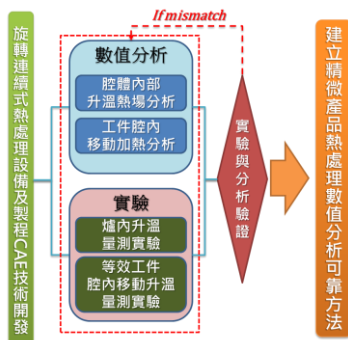 If mismatch
旋轉連續式熱處理設備及製程CAE技術開發
數值分析
腔體內部
升溫熱場分析
工件腔內
移動加熱分析
實驗
爐內升溫
量測實驗
等效工件
腔內移動升溫
量測實驗
實驗與分析驗證
建立精微產品熱處理數值分析可靠方法